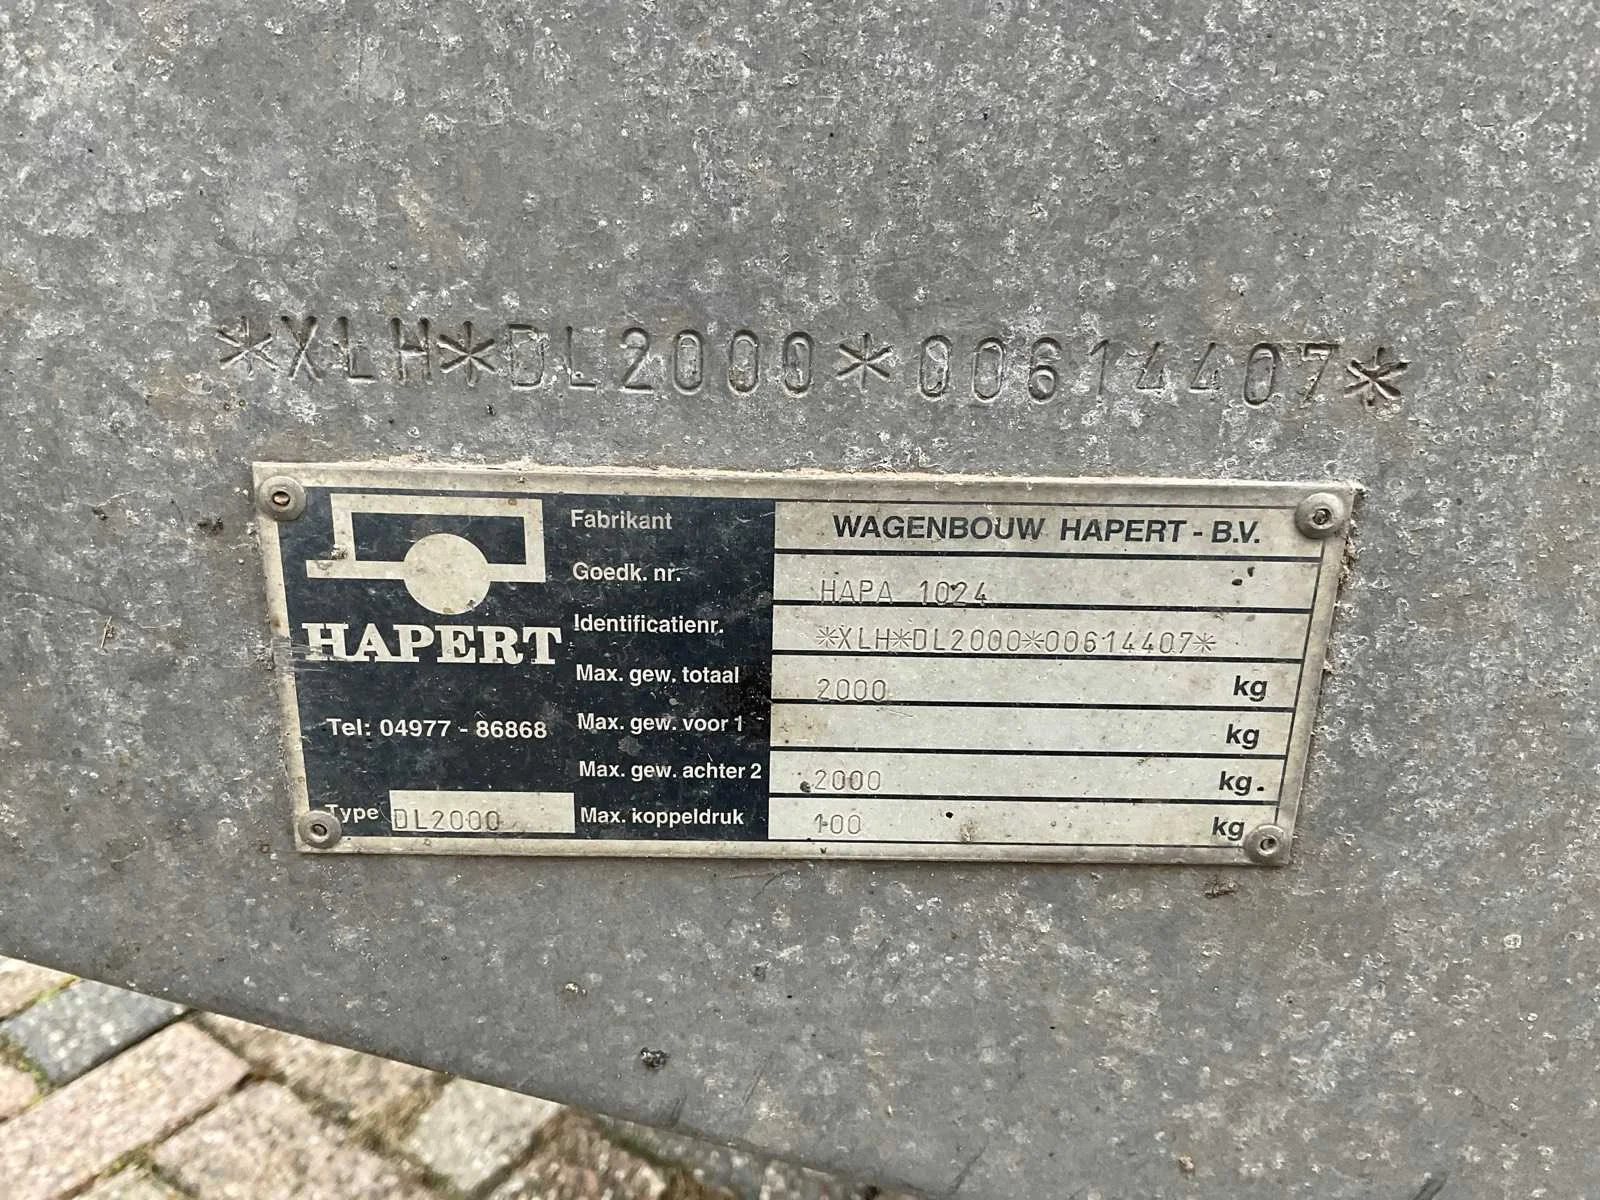 *XLH*DL2000*00614407*
HAPERT
Tel: 04977 - 86868
Type DL2000
Fabrikant WAGENBOUW HAPERT - B.V.
Goedk. nr. HAPA 1024
Identificatienr. *XLH*DL2000*00614407*
Max. gew. totaal 2000 kg
Max. gew. voor 1 kg
Max. gew. achter 2 2000 kg
Max. koppeldruk 100 kg